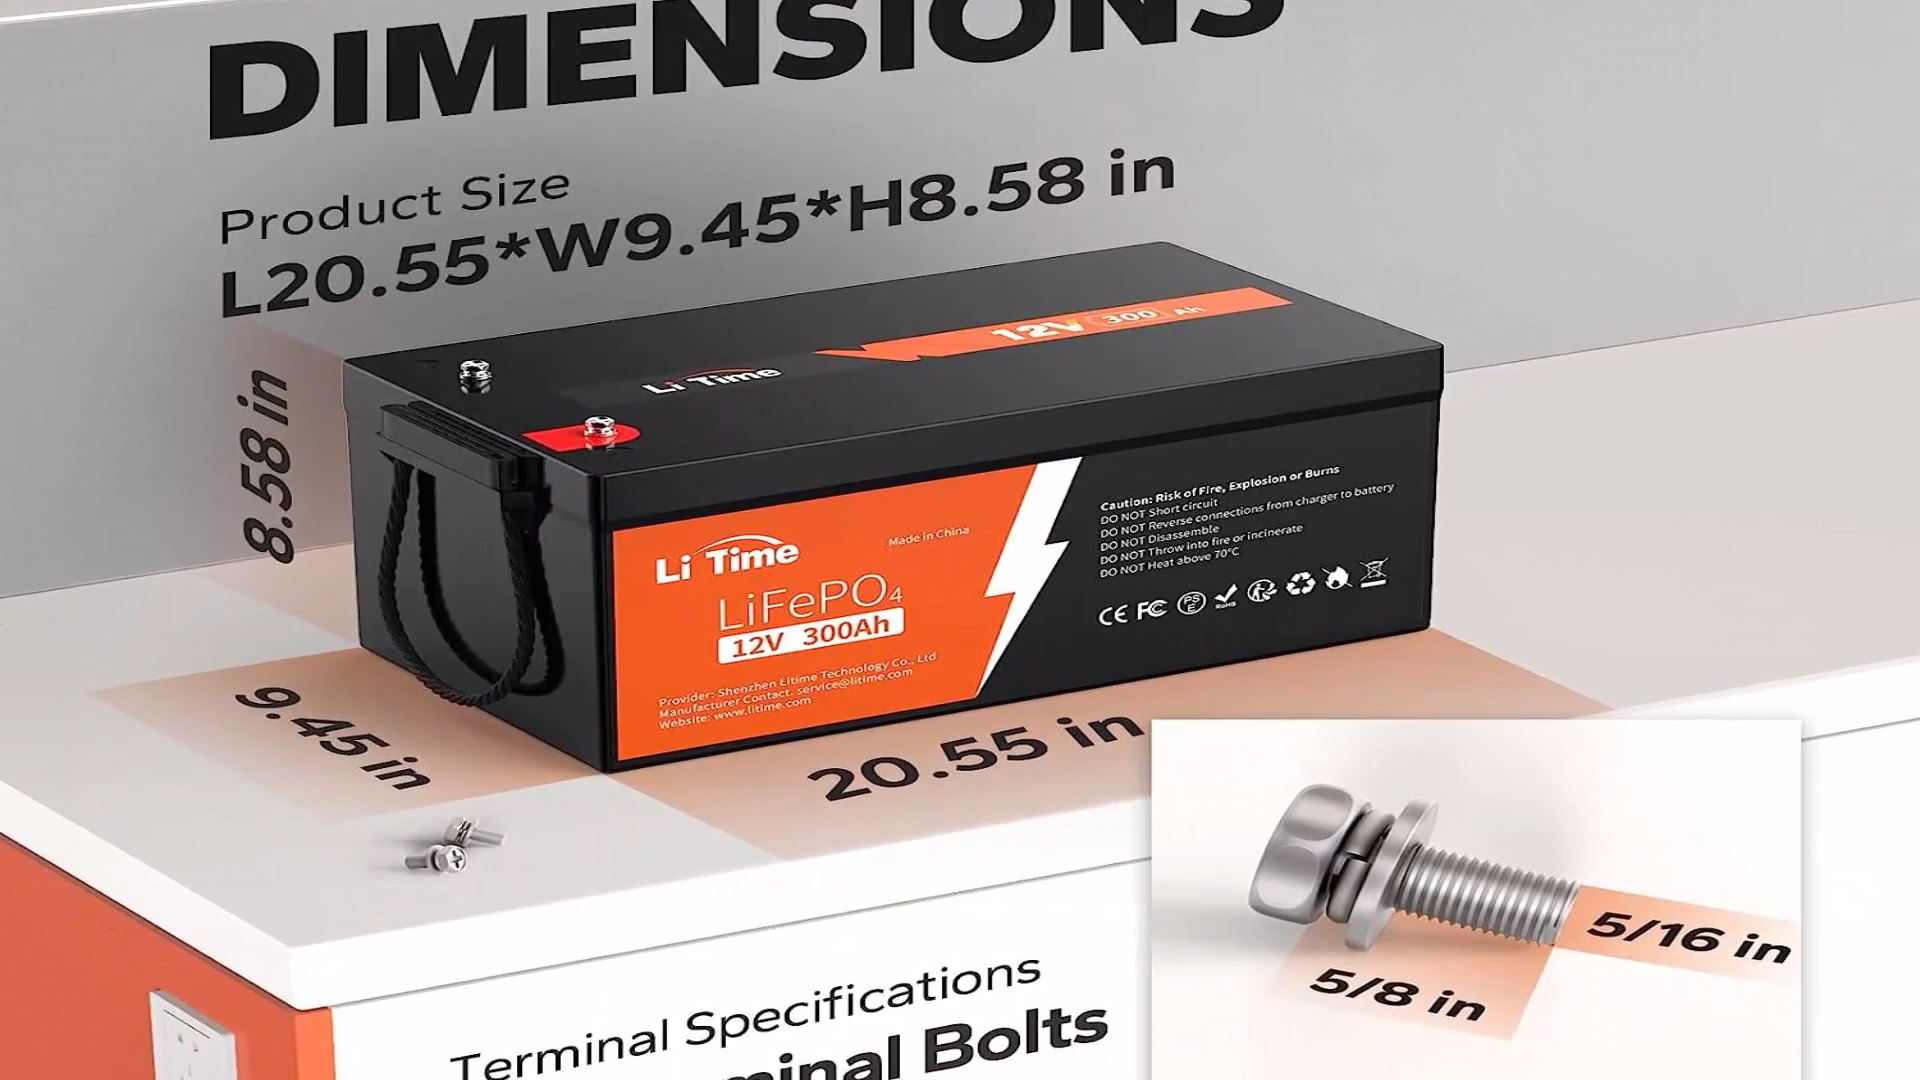 DIMENSIONS
Product Size
L20.55*W9.45*H8.58 in
8.58 in
12V 300 Ah
Li Time
Li Time
Made in China
LiFePO4
12V 300Ah
Provider: Shenzhen Litime Technology Co., Ltd
Manufacturer Contact. service@litime.com
Website: www.litime.com
Caution: Risk of Fire, Explosion or Burns
DO NOT Short circuit
DO NOT Reverse connections from charger to battery
DO NOT Disassemble
DO NOT Throw into fire or incinerate
DO NOT Heat above 70°C
CE FC PS E RoHS
9.45 in
20.55 in
5/16 in
5/8 in
Terminal Specifications
Bolts